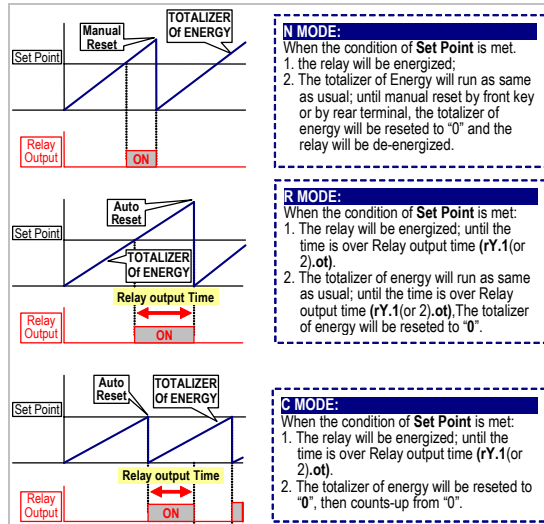 Manual
Reset
TOTALIZER
Of ENERGY
Set Point
Relay
Output
ON
N MODE:
When the condition of Set Point is met.
1. the relay will be energized;
2. The totalizer of Energy will run as same
as usual; until manual reset by front key
or by rear terminal, the totalizer of
energy will be reseted to “0” and the
relay will be de-energized.
Auto
Reset
Set Point
TOTALIZER
Of ENERGY
Relay output Time
Relay
Output
ON
R MODE:
When the condition of Set Point is met:
1. The relay will be energized; until the
time is over Relay output time (rY.1(or
2).ot).
2. The totalizer of energy will run as same
as usual; until the time is over Relay
output time (rY.1(or 2).ot),The totalizer
of energy will be reseted to “0”.
Auto
Reset
TOTALIZER
Of ENERGY
Set Point
Relay output Time
Relay
Output
ON
C MODE:
When the condition of Set Point is met:
1. The relay will be energized; until the
time is over Relay output time (rY.1(or
2).ot).
2. The totalizer of energy will be reseted to
“0”, then counts-up from “0”.